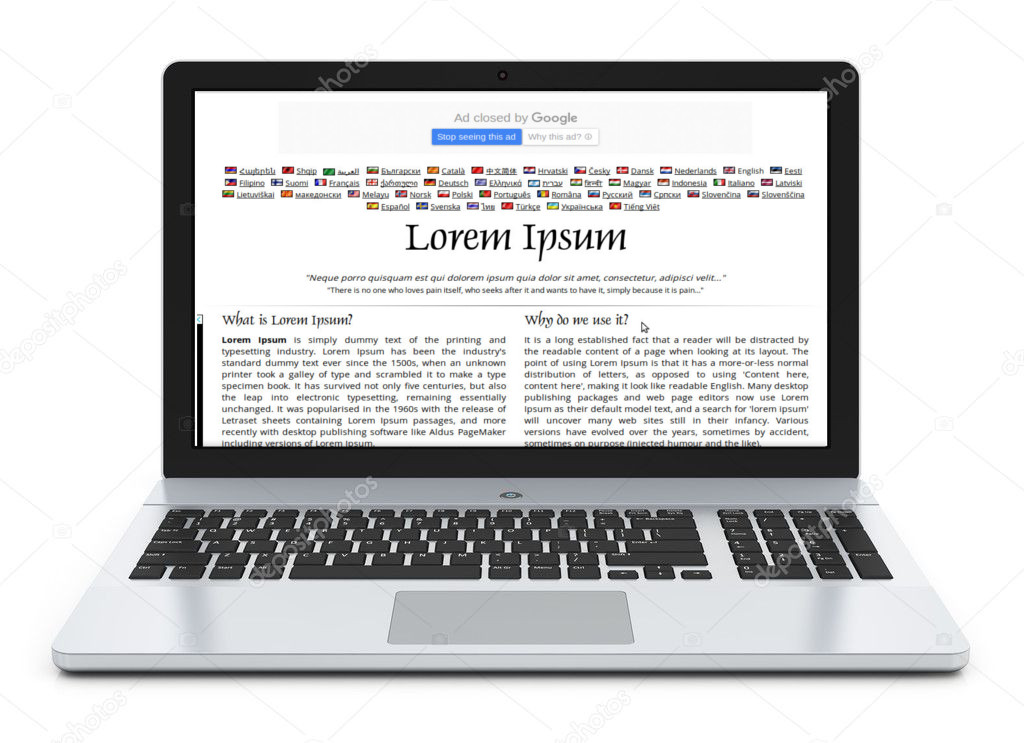 Ad closed by Google
Stop seeing this ad Why this ad?
Հայերեն Shqip العربية Български Català 中文简体 Hrvatski Česky Dansk Nederlands English Eesti
Filipino Suomi Français ქართული Deutsch Ελληνικά עברית हिन्दी Magyar Indonesia Italiano Latviski
Lietuviškai македонски Melayu Norsk Polski Português Româna Русский Српски Slovenčina Slovenščina
Español Svenska ไทย Türkçe Українська Tiếng Việt
Lorem Ipsum
"Neque porro quisquam est qui dolorem ipsum quia dolor sit amet, consectetur, adipisci velit..."
"There is no one who loves pain itself, who seeks after it and wants to have it, simply because it is pain..."
What is Lorem Ipsum?
Lorem Ipsum is simply dummy text of the printing and
typesetting industry. Lorem Ipsum has been the industry's
standard dummy text ever since the 1500s, when an unknown
printer took a galley of type and scrambled it to make a type
specimen book. It has survived not only five centuries, but also
the leap into electronic typesetting, remaining essentially
unchanged. It was popularised in the 1960s with the release of
Letraset sheets containing Lorem Ipsum passages, and more
recently with desktop publishing software like Aldus PageMaker
including versions of Lorem Ipsum.
Why do we use it?
It is a long established fact that a reader will be distracted by
the readable content of a page when looking at its layout. The
point of using Lorem Ipsum is that it has a more-or-less normal
distribution of letters, as opposed to using 'Content here,
content here', making it look like readable English. Many desktop
publishing packages and web page editors now use Lorem
Ipsum as their default model text, and a search for 'lorem ipsum'
will uncover many web sites still in their infancy. Various
versions have evolved over the years, sometimes by accident,
sometimes on purpose (injected humour and the like).
depositphotos